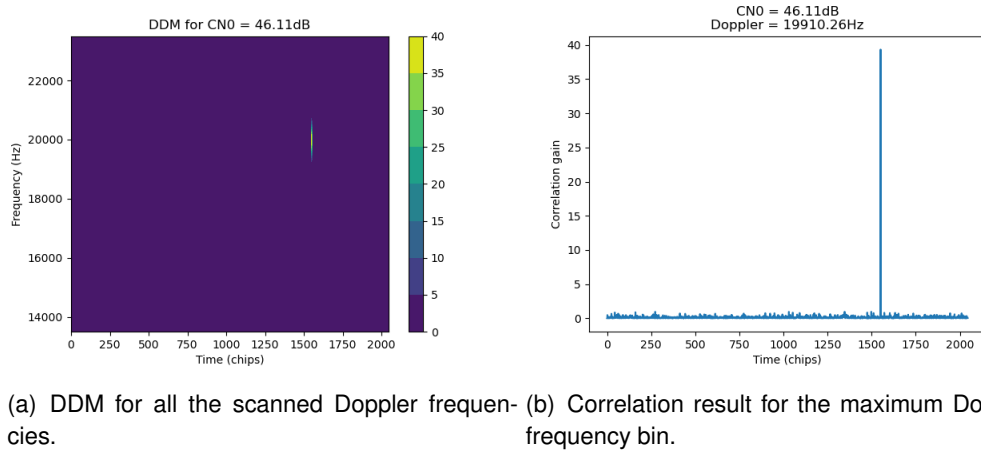 DDM for CN0 = 46.11dB
40
35
30
25
20
15
10
5
0
22000
20000
18000
16000
14000
Frequency (Hz)
0 250 500 750 1000 1250 1500 1750 2000
Time (chips)
CN0 = 46.11dB
Doppler = 19910.26Hz
40
35
30
25
20
15
10
5
0
Correlation gain
0 250 500 750 1000 1250 1500 1750 2000
Time (chips)
(a) DDM for all the scanned Doppler frequen-
cies.
(b) Correlation result for the maximum Do
frequency bin.